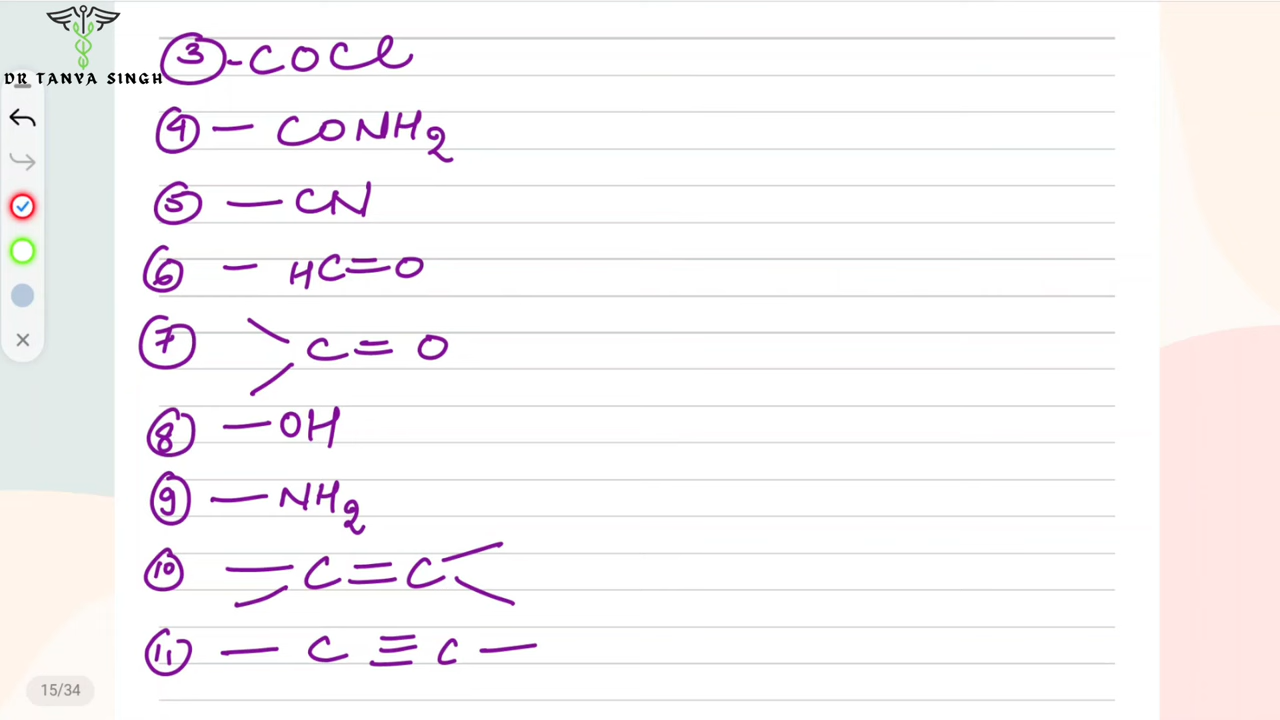 ③-COCl
DR TANYA SINGH
④ — CONH₂
⑤ — CN
⑥ — HC=O
⑦ >C=O
⑧ —OH
⑨ —NH₂
⑩ >C=C<
⑪ — C≡C —
15/34